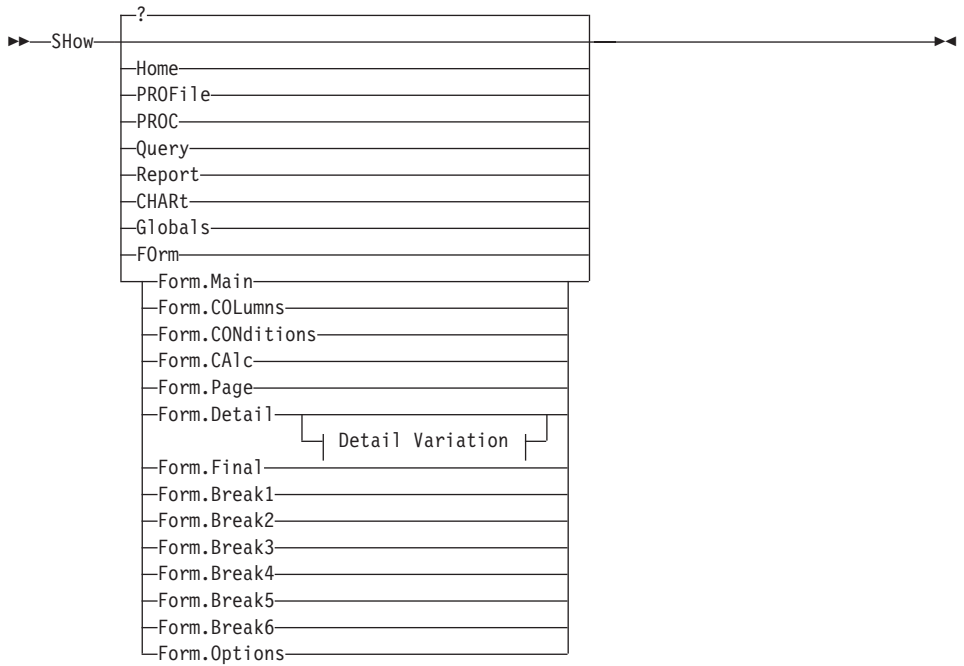 ?
SHow
Home
PROFile
PROC
Query
Report
CHARt
Globals
FOrm
Form.Main
Form.COLumns
Form.CONditions
Form.CAlc
Form.Page
Form.Detail
Detail Variation
Form.Final
Form.Break1
Form.Break2
Form.Break3
Form.Break4
Form.Break5
Form.Break6
Form.Options